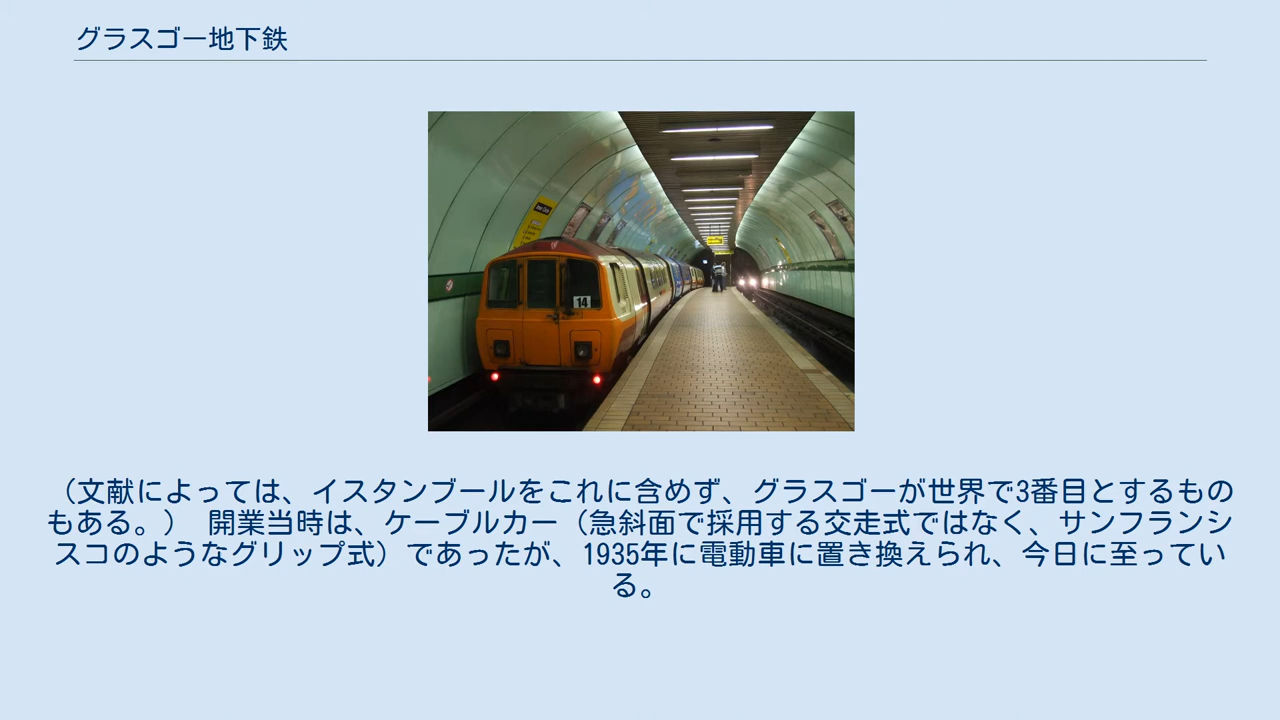 グラスゴー地下鉄
14
（文献によっては、イスタンブールをこれに含めず、グラスゴーが世界で3番目とするもの
もある。） 開業当時は、ケーブルカー（急斜面で採用する交走式ではなく、サンフランシ
スコのようなグリップ式）であったが、1935年に電動車に置き換えられ、今日に至ってい
る。